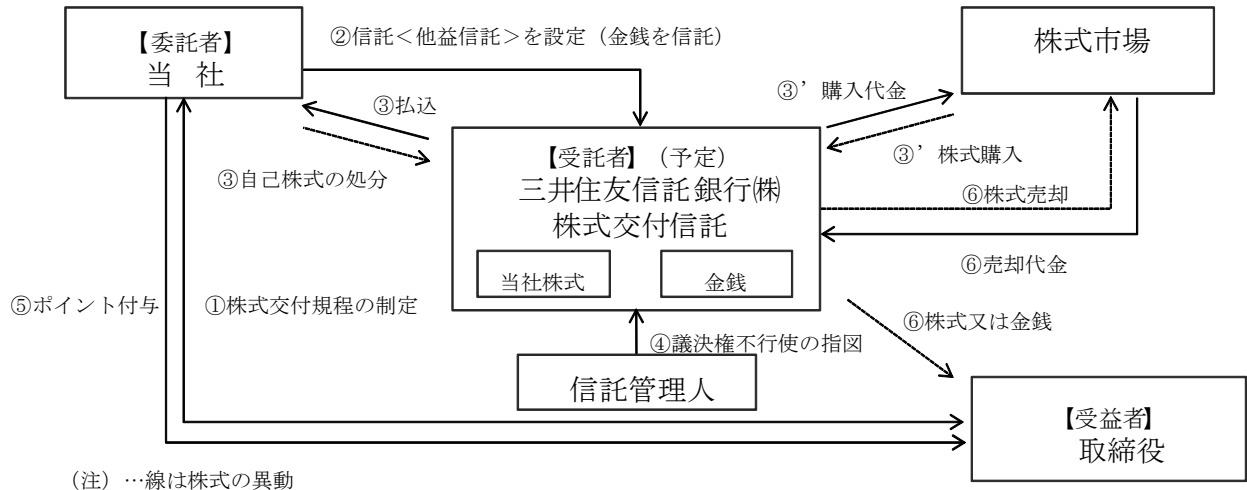 【委託者】
当 社
②信託<他益信託>を設定（金銭を信託）
株式市場
③払込
③’購入代金
【受託者】（予定）
三井住友信託銀行㈱
株式交付信託
③自己株式の処分
③’株式購入
⑥株式売却
当社株式
金銭
⑥売却代金
⑤ポイント付与
①株式交付規程の制定
⑥株式又は金銭
④議決権不行使の指図
信託管理人
【受益者】
取締役
（注）…線は株式の異動